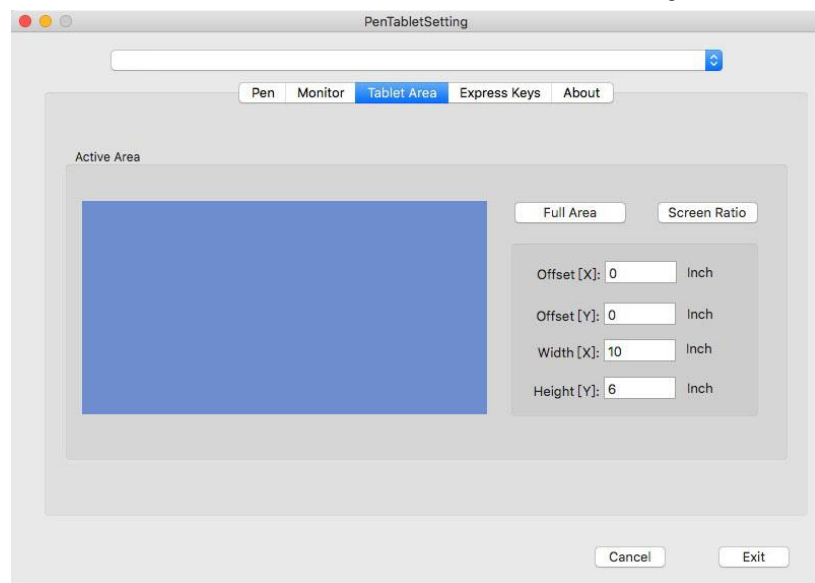 PenTabletSetting
Pen Monitor Tablet Area Express Keys About
Active Area
Full Area Screen Ratio
Offset [X]: 0 Inch
Offset [Y]: 0 Inch
Width [X]: 10 Inch
Height [Y]: 6 Inch
Cancel Exit